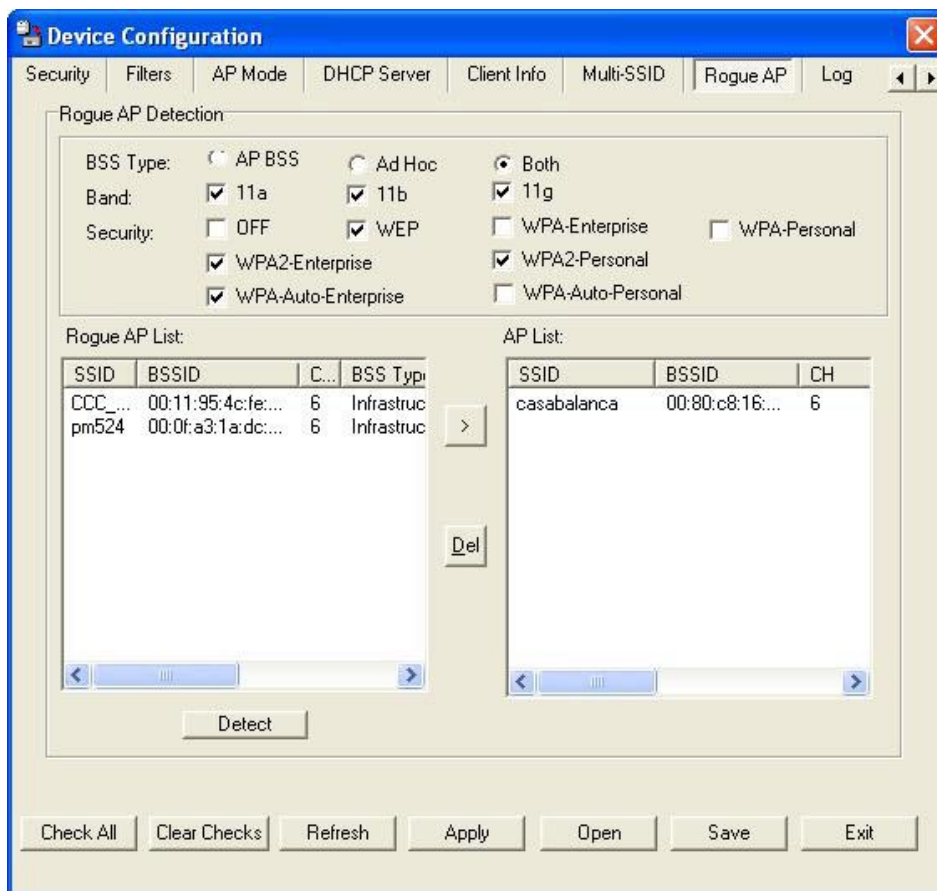 Device Configuration
Security Filters AP Mode DHCP Server Client Info Multi-SSID Rogue AP Log
Rogue AP Detection
BSS Type: AP BSS Ad Hoc Both
Band: 11a 11b 11g
Security: OFF WEP WPA-Enterprise WPA-Personal
WPA2-Enterprise WPA2-Personal
WPA-Auto-Enterprise WPA-Auto-Personal
Rogue AP List: AP List:
SSID BSSID C... BSS Typ SSID BSSID CH
CCC_... 00:11:95:4c:fe:... 6 Infrastruc casabalanca 00:80:c8:16:... 6
pm524 00:0f:a3:1a:dc:... 6 Infrastruc >
Del
Detect
Check All Clear Checks Refresh Apply Open Save Exit